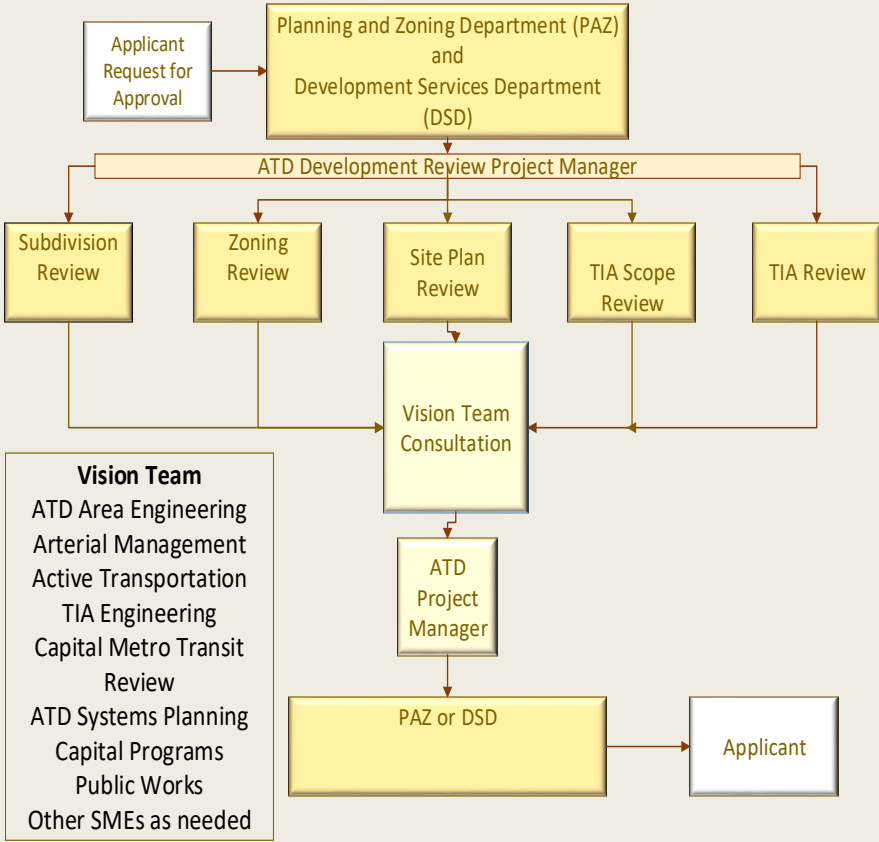 Applicant
Request for
Approval
Planning and Zoning Department (PAZ)
and
Development Services Department
(DSD)
ATD Development Review Project Manager
Subdivision
Review
Zoning
Review
Site Plan
Review
TIA Scope
Review
TIA Review
Vision Team
Consultation
Vision Team
ATD Area Engineering
Arterial Management
Active Transportation
TIA Engineering
Capital Metro Transit
Review
ATD Systems Planning
Capital Programs
Public Works
Other SMEs as needed
ATD
Project
Manager
PAZ or DSD
Applicant